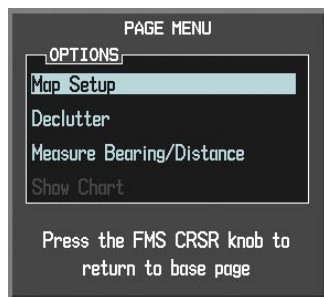 PAGE MENU
OPTIONS
Map Setup
Declutter
Measure Bearing/Distance
Show Chart
Press the FMS CRSR knob to
return to base page